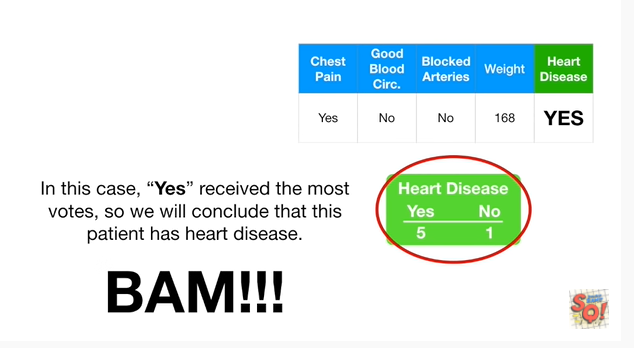 Chest Pain
Good Blood Circ.
Blocked Arteries
Weight
Heart Disease
Yes
No
No
168
YES
In this case, “Yes” received the most
votes, so we will conclude that this
patient has heart disease.
Heart Disease
Yes No
5 1
BAM!!!
SQ!